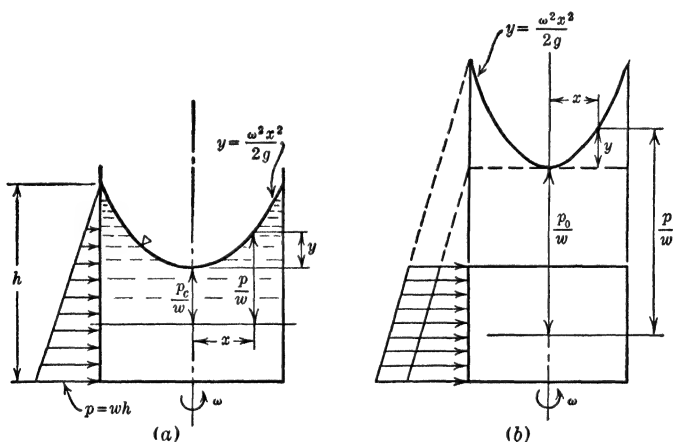 y = ω²x²/2g
h
y
p_c/w
p/w
x
p = wh
ω
(a)
y = ω²x²/2g
x
y
p_0/w
p/w
ω
(b)